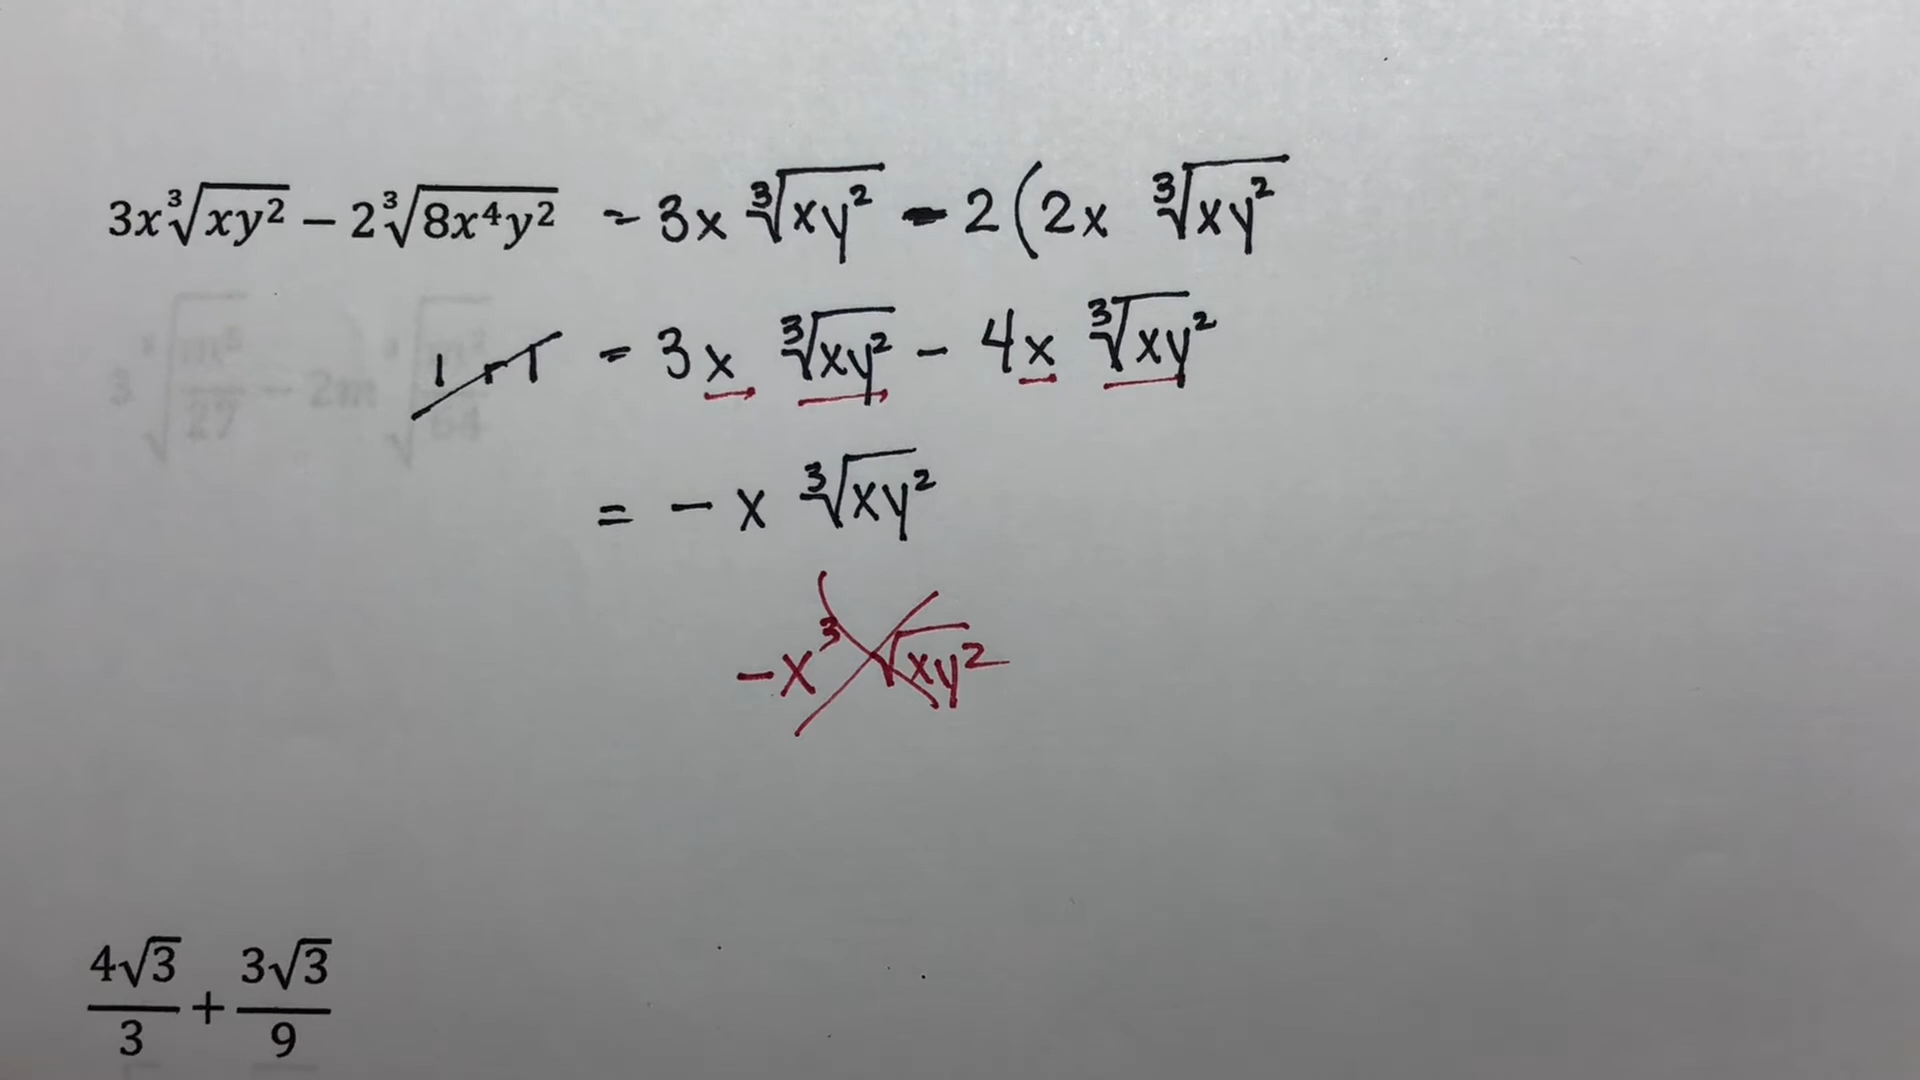 3x∛xy² − 2∛8x⁴y² = 3x ∛xy² - 2(2x ∛xy²
1 + 1 = 3x ∛xy² - 4x ∛xy²
= - x ∛xy²
-x³√xy²
4√3/3 + 3√3/9